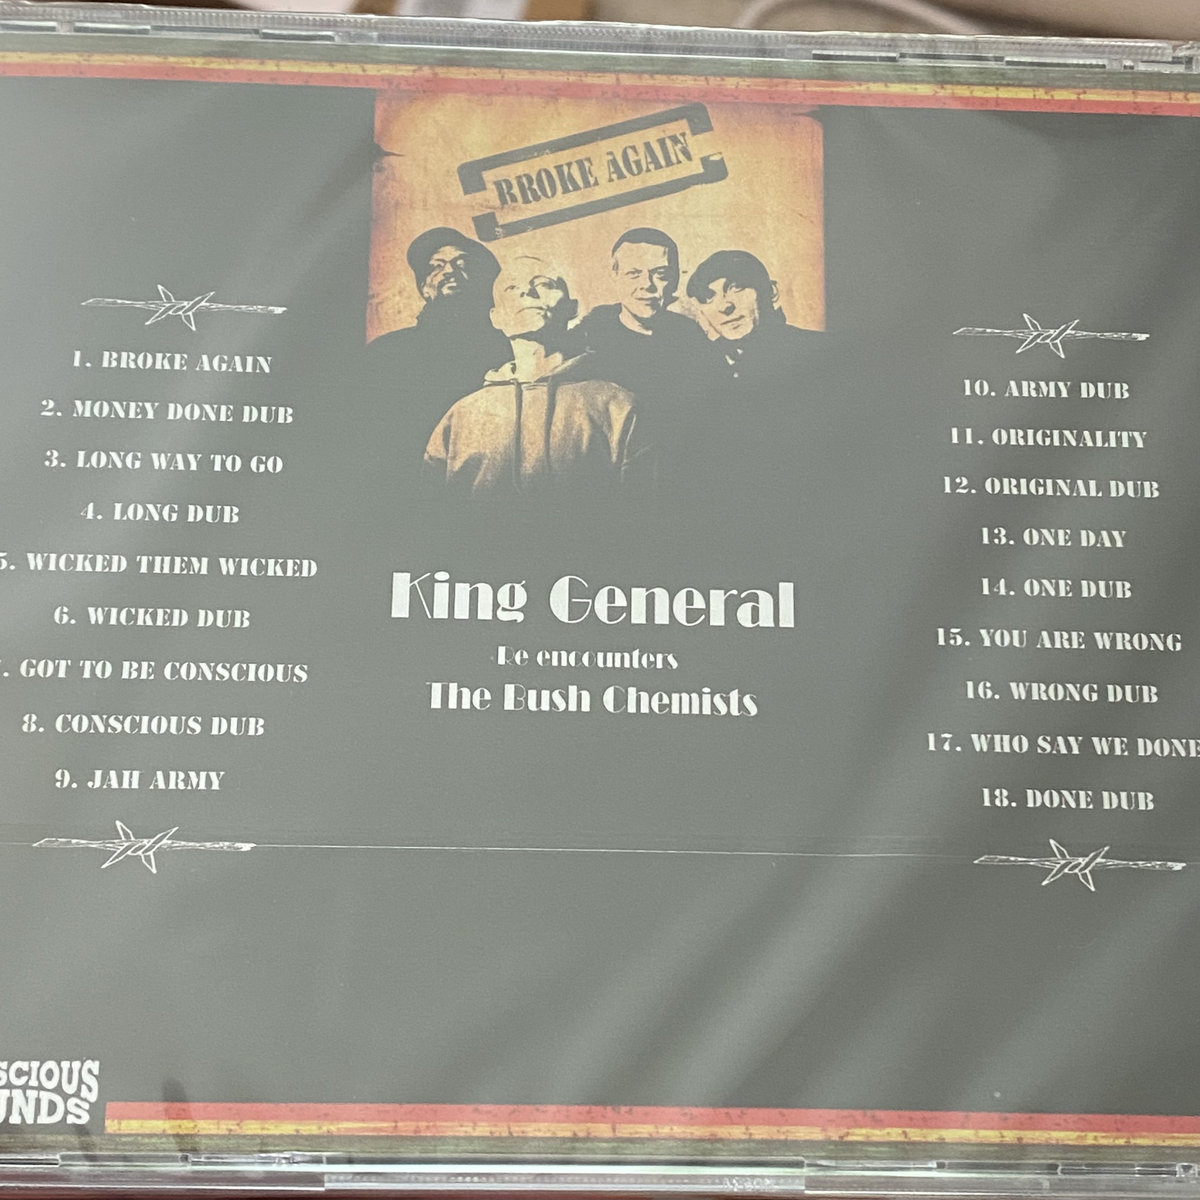 BROKE AGAIN
1. BROKE AGAIN
2. MONEY DONE DUB
3. LONG WAY TO GO
4. LONG DUB
5. WICKED THEM WICKED
6. WICKED DUB
. GOT TO BE CONSCIOUS
8. CONSCIOUS DUB
9. JAH ARMY
King General
Re encounters
The Bush Chemists
10. ARMY DUB
11. ORIGINALITY
12. ORIGINAL DUB
13. ONE DAY
14. ONE DUB
15. YOU ARE WRONG
16. WRONG DUB
17. WHO SAY WE DONE
18. DONE DUB
SCIOUS
UNDS